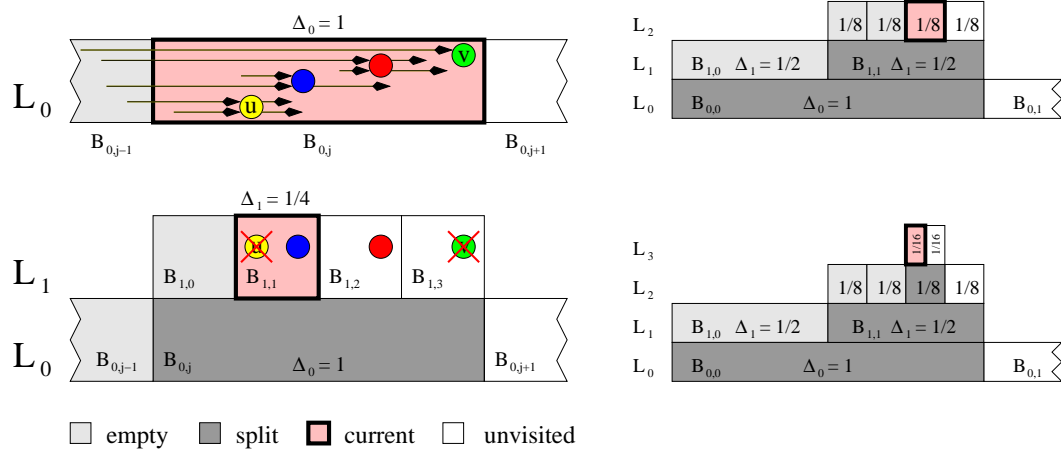 Δ₀ = 1
L₀ u v
B₀,ⱼ₋₁ B₀,ⱼ B₀,ⱼ₊₁
L₂ 1/8 1/8 1/8 1/8
L₁ B₁,₀ Δ₁ = 1/2 B₁,₁ Δ₁ = 1/2
L₀ B₀,₀ Δ₀ = 1 B₀,₁
Δ₁ = 1/4
L₁ u v
B₁,₀ B₁,₁ B₁,₂ B₁,₃
L₀ B₀,ⱼ₋₁ B₀,ⱼ Δ₀ = 1 B₀,ⱼ₊₁
L₃ 1/16 1/16
L₂ 1/8 1/8 1/8 1/8
L₁ B₁,₀ Δ₁ = 1/2 B₁,₁ Δ₁ = 1/2
L₀ B₀,₀ Δ₀ = 1 B₀,₁
empty split current unvisited